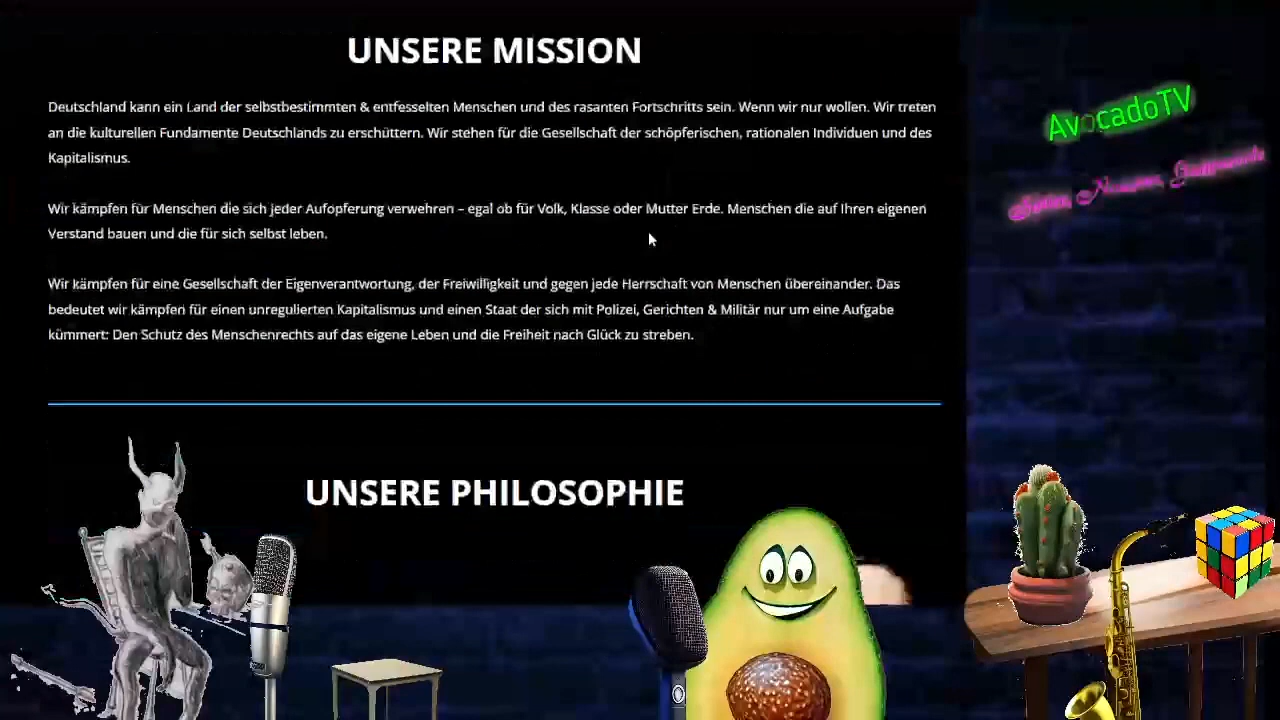 UNSERE MISSION
Deutschland kann ein Land der selbstbestimmten & entfesselten Menschen und des rasanten Fortschritts sein. Wenn wir nur wollen. Wir treten
an die kulturellen Fundamente Deutschlands zu erschüttern. Wir stehen für die Gesellschaft der schöpferischen, rationalen Individuen und des
Kapitalismus.
Wir kämpfen für Menschen die sich jeder Aufopferung verwehren – egal ob für Volk, Klasse oder Mutter Erde. Menschen die auf Ihren eigenen
Verstand bauen und die für sich selbst leben.
Wir kämpfen für eine Gesellschaft der Eigenverantwortung, der Freiwilligkeit und gegen jede Herrschaft von Menschen übereinander. Das
bedeutet wir kämpfen für einen unregulierten Kapitalismus und einen Staat der sich mit Polizei, Gerichten & Militär nur um eine Aufgabe
kümmert: Den Schutz des Menschenrechts auf das eigene Leben und die Freiheit nach Glück zu streben.
UNSERE PHILOSOPHIE
AvocadoTV